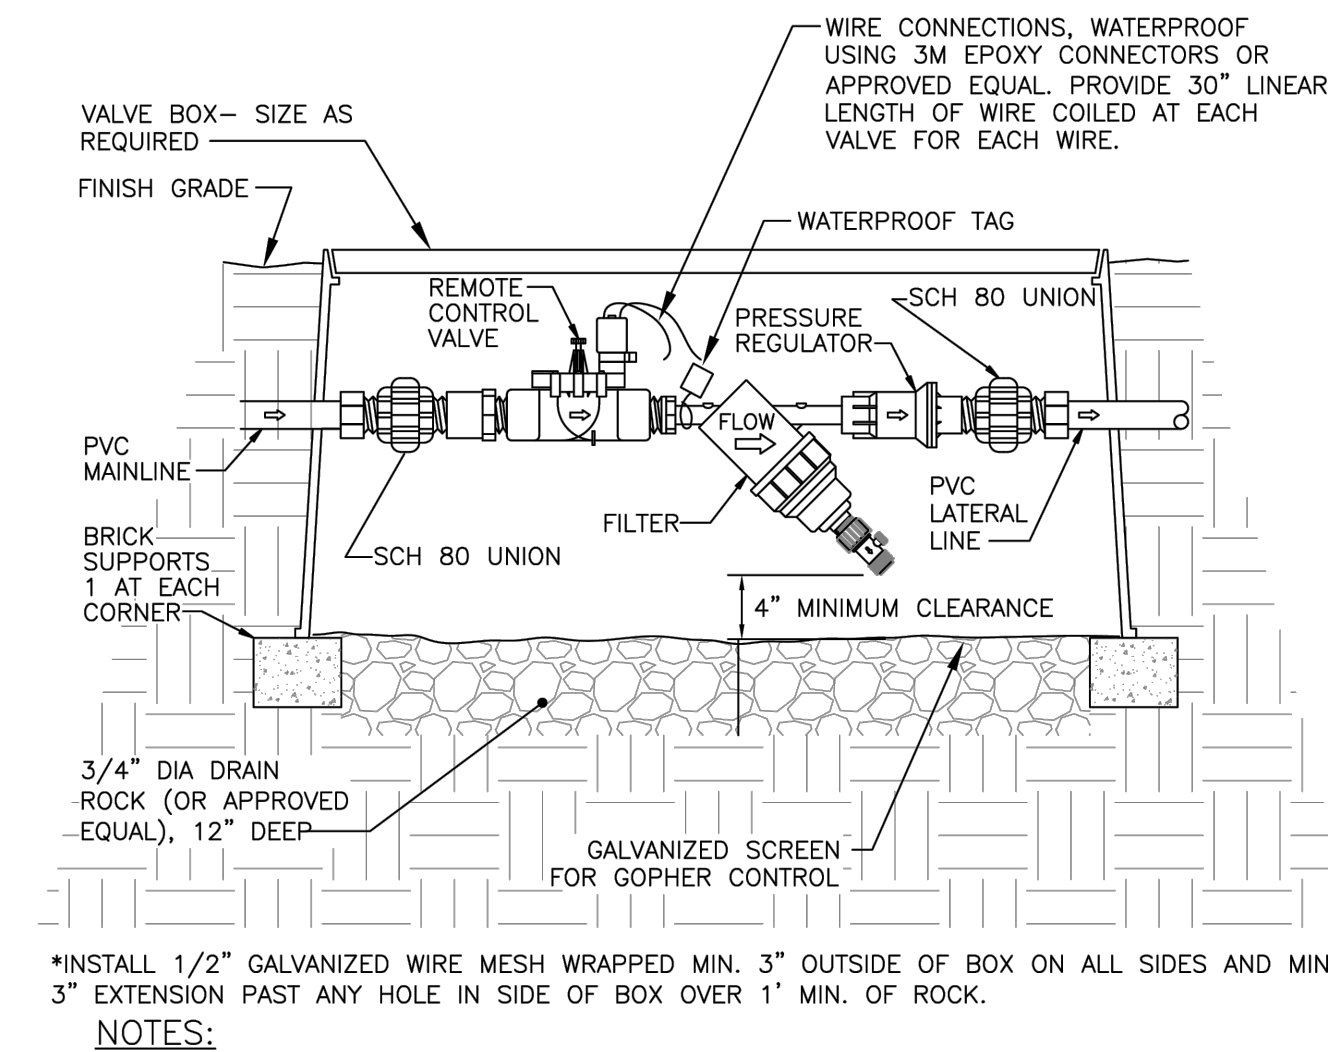 WIRE CONNECTIONS, WATERPROOF
USING 3M EPOXY CONNECTORS OR
APPROVED EQUAL. PROVIDE 30” LINEAR
LENGTH OF WIRE COILED AT EACH
VALVE FOR EACH WIRE.
VALVE BOX– SIZE AS
REQUIRED
FINISH GRADE
WATERPROOF TAG
REMOTE
CONTROL
VALVE
SCH 80 UNION
PRESSURE
REGULATOR
FLOW
PVC
MAINLINE
FILTER
PVC
LATERAL
LINE
BRICK
SUPPORTS
1 AT EACH
CORNER
SCH 80 UNION
4” MINIMUM CLEARANCE
3/4” DIA DRAIN
ROCK (OR APPROVED
EQUAL), 12” DEEP
GALVANIZED SCREEN
FOR GOPHER CONTROL
*INSTALL 1/2” GALVANIZED WIRE MESH WRAPPED MIN. 3” OUTSIDE OF BOX ON ALL SIDES AND MIN
3” EXTENSION PAST ANY HOLE IN SIDE OF BOX OVER 1’ MIN. OF ROCK.
NOTES: